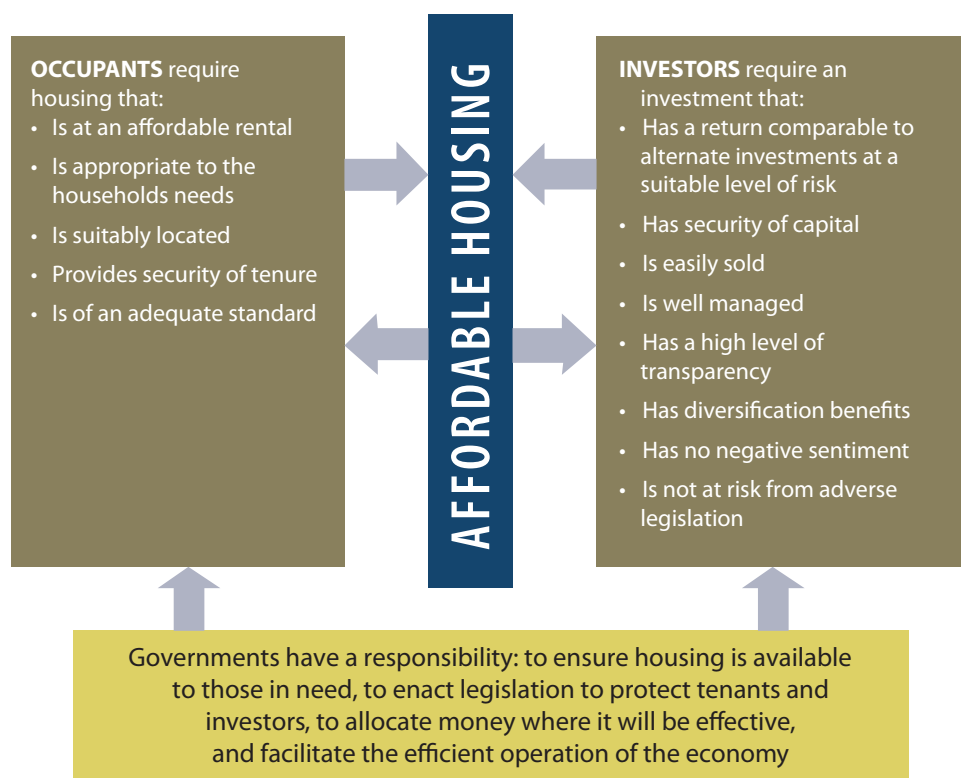 OCCUPANTS require
housing that:
• Is at an affordable rental
• Is appropriate to the
households needs
• Is suitably located
• Provides security of tenure
• Is of an adequate standard
AFFORDABLE HOUSING
INVESTORS require an
investment that:
• Has a return comparable to
alternate investments at a
suitable level of risk
• Has security of capital
• Is easily sold
• Is well managed
• Has a high level of
transparency
• Has diversification benefits
• Has no negative sentiment
• Is not at risk from adverse
legislation
Governments have a responsibility: to ensure housing is available
to those in need, to enact legislation to protect tenants and
investors, to allocate money where it will be effective,
and facilitate the efficient operation of the economy